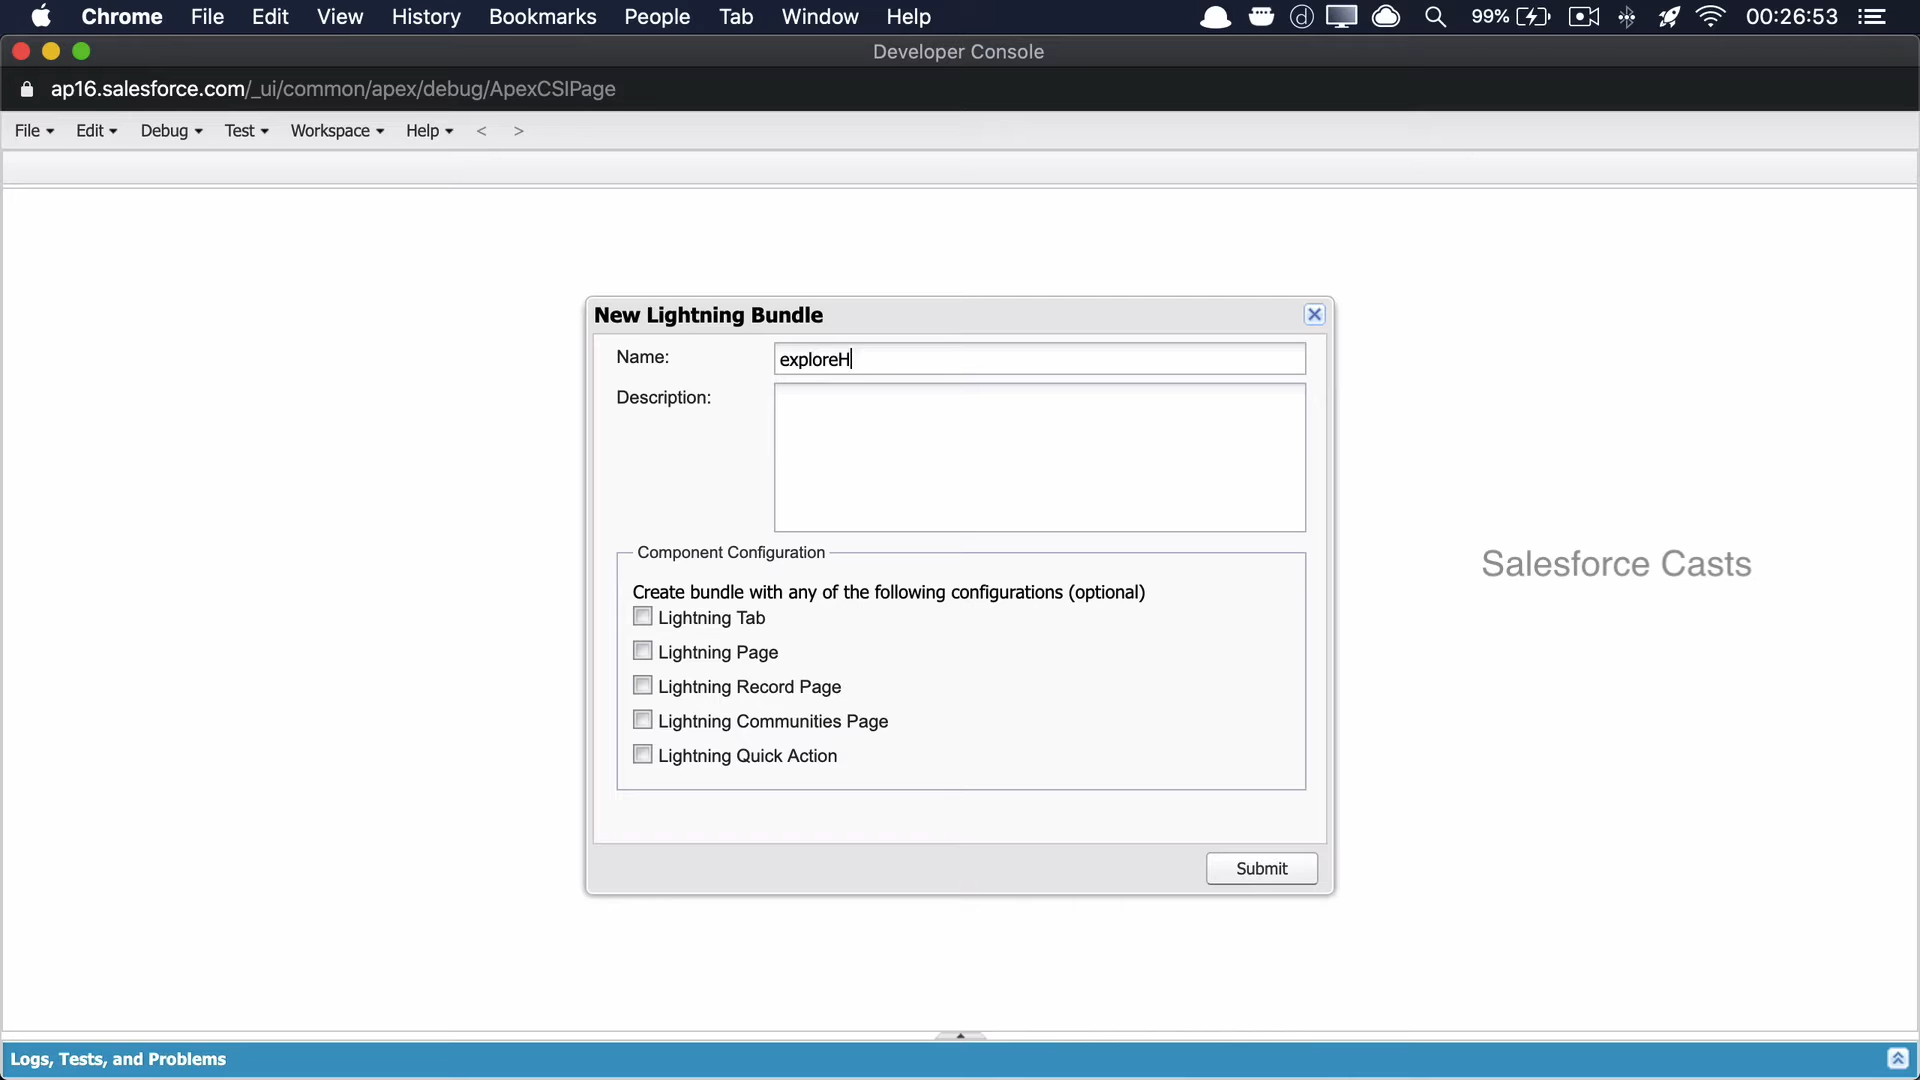 Chrome File Edit View History Bookmarks People Tab Window Help 99% 00:26:53
Developer Console
ap16.salesforce.com/_ui/common/apex/debug/ApexCSIPage
File Edit Debug Test Workspace Help < >
New Lightning Bundle
Name: exploreH
Description:
Component Configuration
Create bundle with any of the following configurations (optional)
Lightning Tab
Lightning Page
Lightning Record Page
Lightning Communities Page
Lightning Quick Action
Submit
Salesforce Casts
Logs, Tests, and Problems